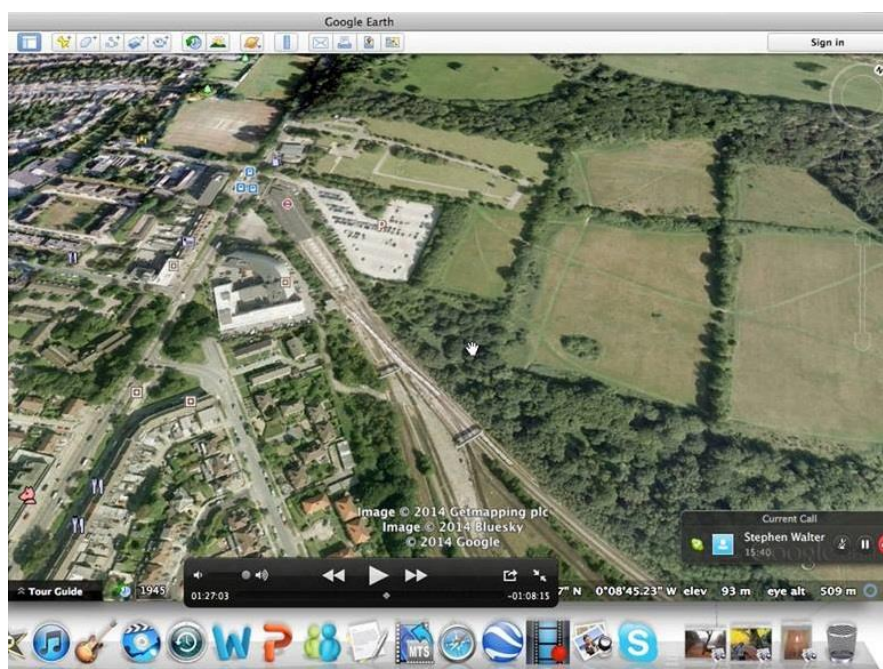 Google Earth
Sign in
N
P
Image © 2014 Getmapping plc
Image © 2014 Bluesky
© 2014 Google
Google
Current Call
Stephen Walter
15:40
Tour Guide
1945
01:27:03
-01:08:15
7" N 0°08'45.23" W elev 93 m eye alt 509 m
W
P
MTS
S